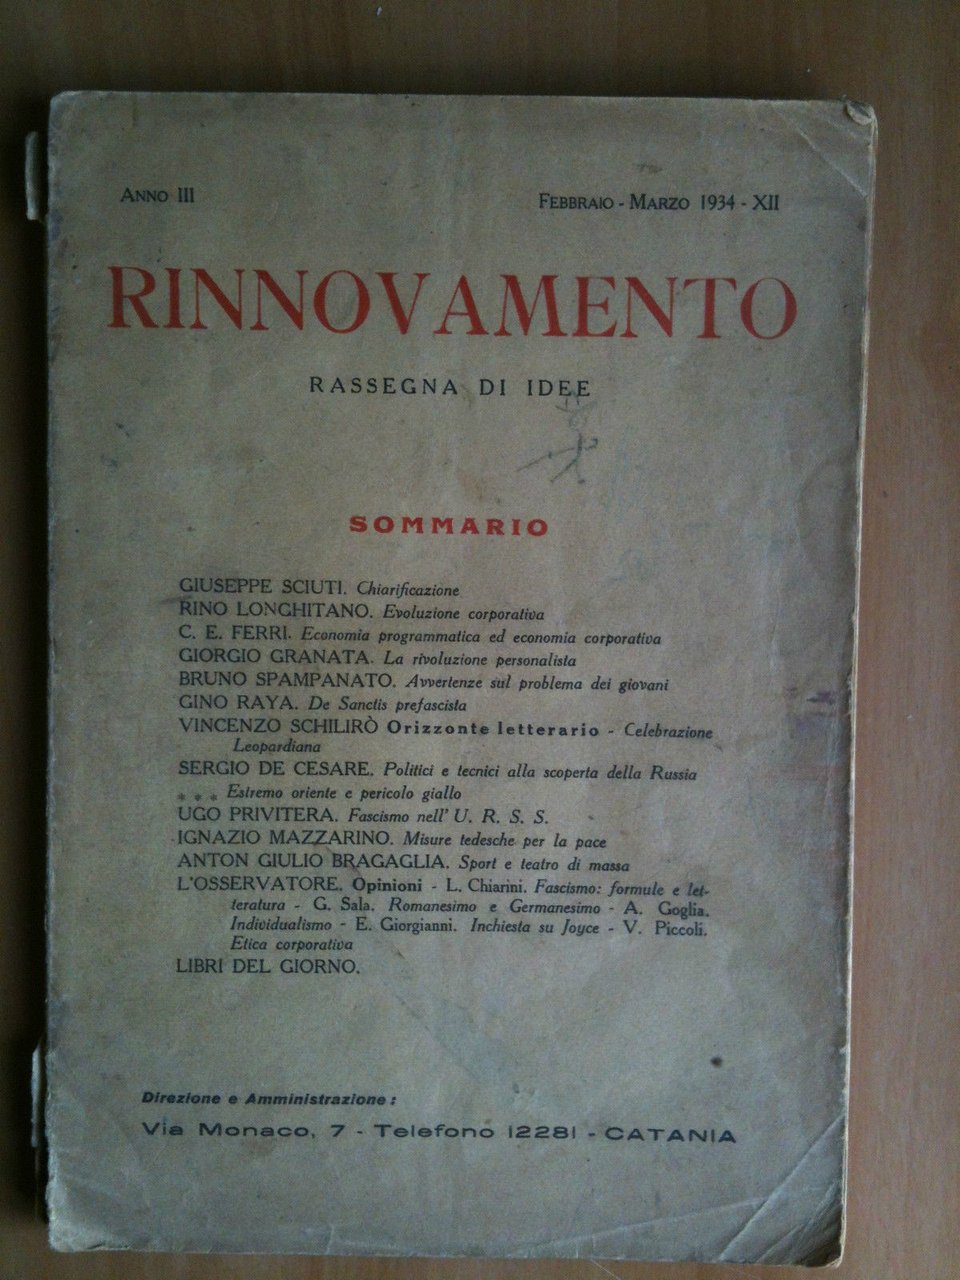 ANNO III
FEBBRAIO - MARZO 1934 - XII
RINNOVAMENTO
RASSEGNA DI IDEE
SOMMARIO
GIUSEPPE SCIUTI. Chiarificazione
RINO LONGHITANO. Evoluzione corporativa
C. E. FERRI. Economia programmatica ed economia corporativa
GIORGIO GRANATA. La rivoluzione personalista
BRUNO SPAMPANATO. Avvertenze sul problema dei giovani
GINO RAYA. De Sanctis prefascista
VINCENZO SCHILIRÒ Orizzonte letterario - Celebrazione
Leopardiana
SERGIO DE CESARE. Politici e tecnici alla scoperta della Russia
* * * Estremo oriente e pericolo giallo
UGO PRIVITERA. Fascismo nell' U. R. S. S.
IGNAZIO MAZZARINO. Misure tedesche per la pace
ANTON GIULIO BRAGAGLIA. Sport e teatro di massa
L'OSSERVATORE. Opinioni - L. Chiarini. Fascismo: formule e let-
teratura - G. Sala. Romanesimo e Germanesimo - A. Goglia.
Individualismo - E. Giorgianni. Inchiesta su Joyce - V. Piccoli.
Etica corporativa
LIBRI DEL GIORNO.
Direzione e Amministrazione:
Via Monaco, 7 - Telefono 12281 - CATANIA